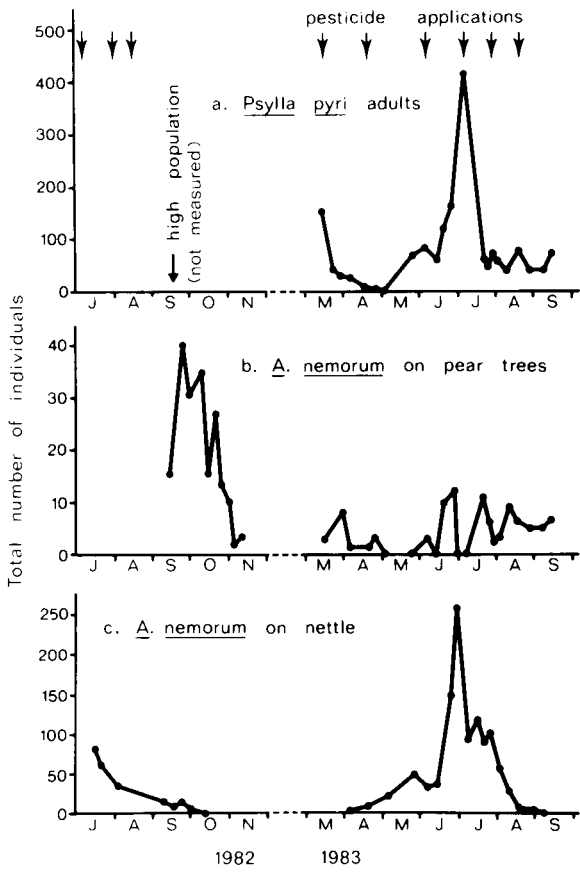 pesticide applications
500
400
300
200
100
0
high population
(not measured)
a. Psylla pyri adults
J A S O N M A M J J A S
Total number of individuals
40
30
20
10
0
b. A. nemorum on pear trees
J A S O N M A M J J A S
250
200
150
100
50
0
c. A. nemorum on nettle
J A S O N M A M J J A S
1982 1983